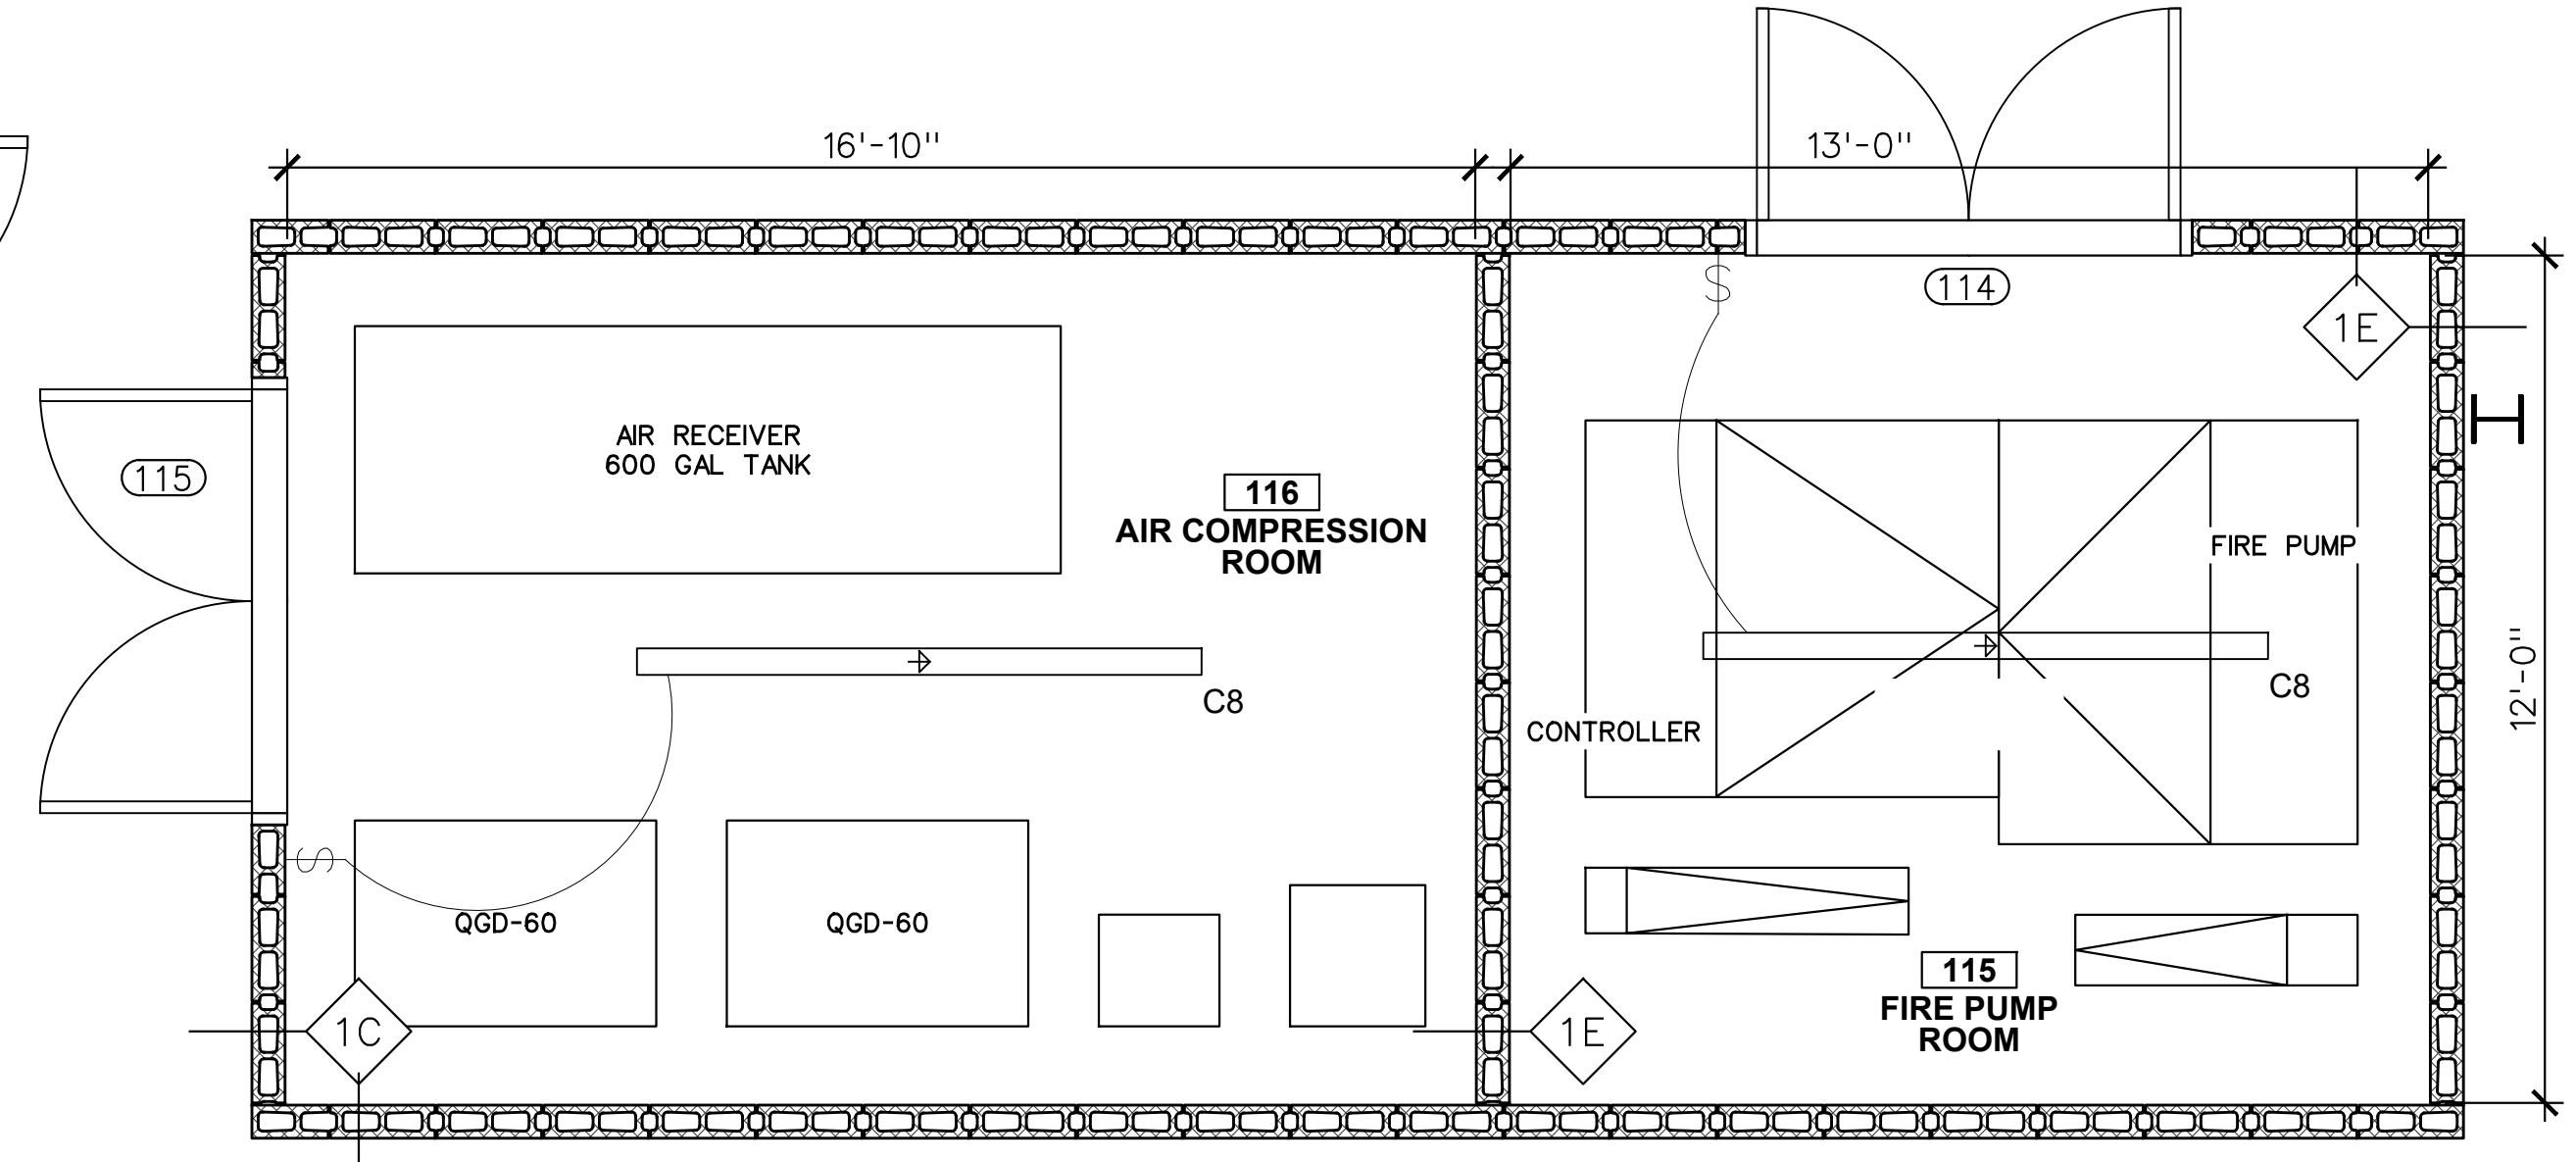 16'-10"
13'-0"
114
1E
AIR RECEIVER
600 GAL TANK
115
116
AIR COMPRESSION
ROOM
S
FIRE PUMP
C8
C8
CONTROLLER
12'-0"
S
QGD-60
QGD-60
115
FIRE PUMP
ROOM
1C
1E